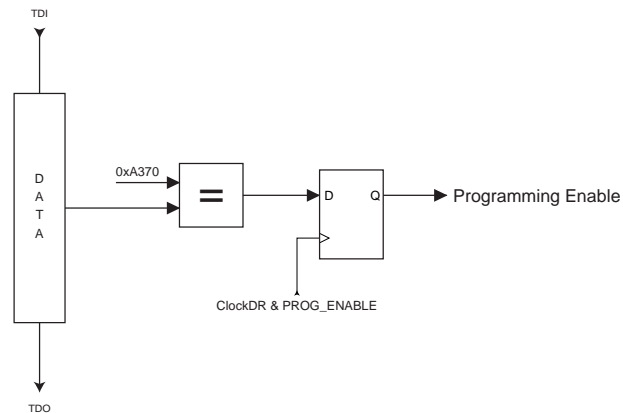 TDI
D
A
T
A
0xA370
=
D
Q
Programming Enable
ClockDR & PROG_ENABLE
TDO